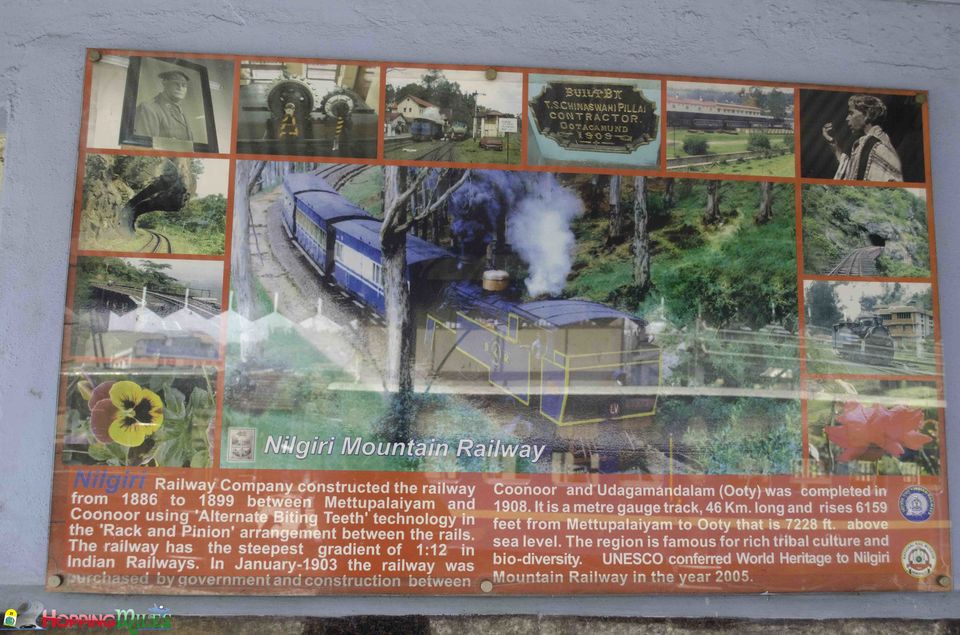 BUILT BY
T.S. CHINASWAHI PILLAI
CONTRACTOR.
OOTACAMUND
1909
Nilgiri Mountain Railway
Nilgiri Railway Company constructed the railway
from 1886 to 1899 between Mettupalaiyam and
Coonoor using 'Alternate Biting Teeth' technology in
the 'Rack and Pinion' arrangement between the rails.
The railway has the steepest gradient of 1:12 in
Indian Railways. In January-1903 the railway was
purchased by government and construction between
Coonoor and Udagamandalam (Ooty) was completed in
1908. It is a metre gauge track, 46 Km. long and rises 6159
feet from Mettupalaiyam to Ooty that is 7228 ft. above
sea level. The region is famous for rich tribal culture and
bio-diversity. UNESCO conferred World Heritage to Nilgiri
Mountain Railway in the year 2005.
HOPPING MILES